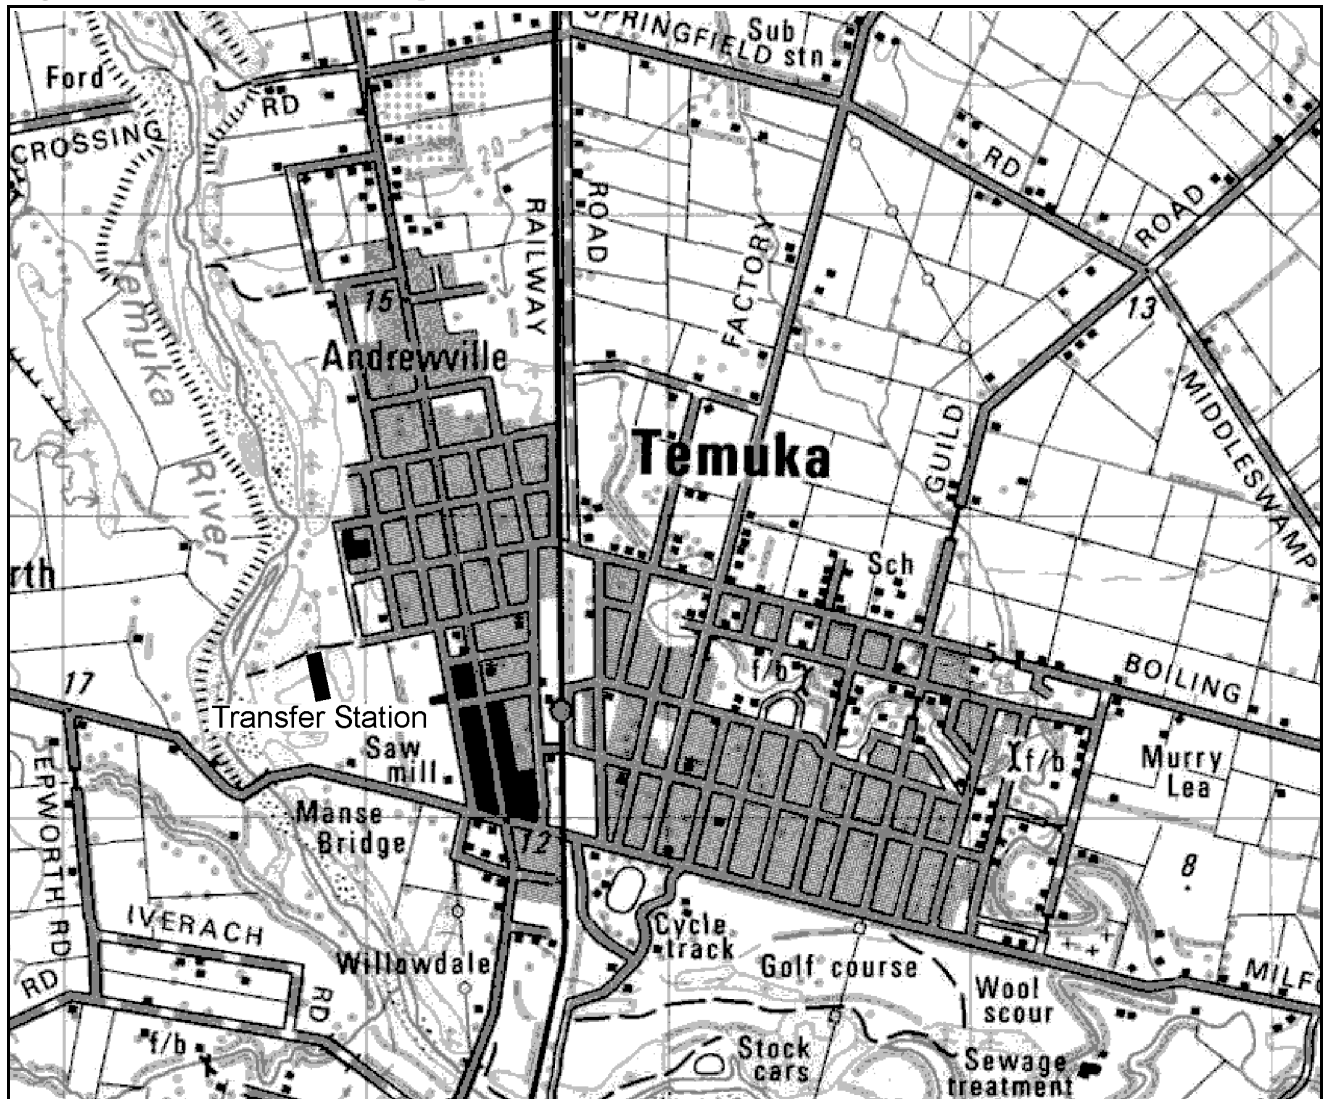 SPRINGFIELD
Sub
stn
Ford
RD
CROSSING
RD
ROAD
RAILWAY
ROAD
FACTORY
Temuka
River
15
13
Andrewville
MIDDLESWAMP
GUILD
Temuka
Sch
rth
BOILING
f/b
17
Transfer Station
Saw
mill
f/b
Murry
Lea
EPWORTH RD
Manse
Bridge
12
8
IVERACH
Cycle
track
Willowdale
Golf course
RD
RD
MILFO
Wool
scour
f/b
Stock
cars
Sewage
treatment